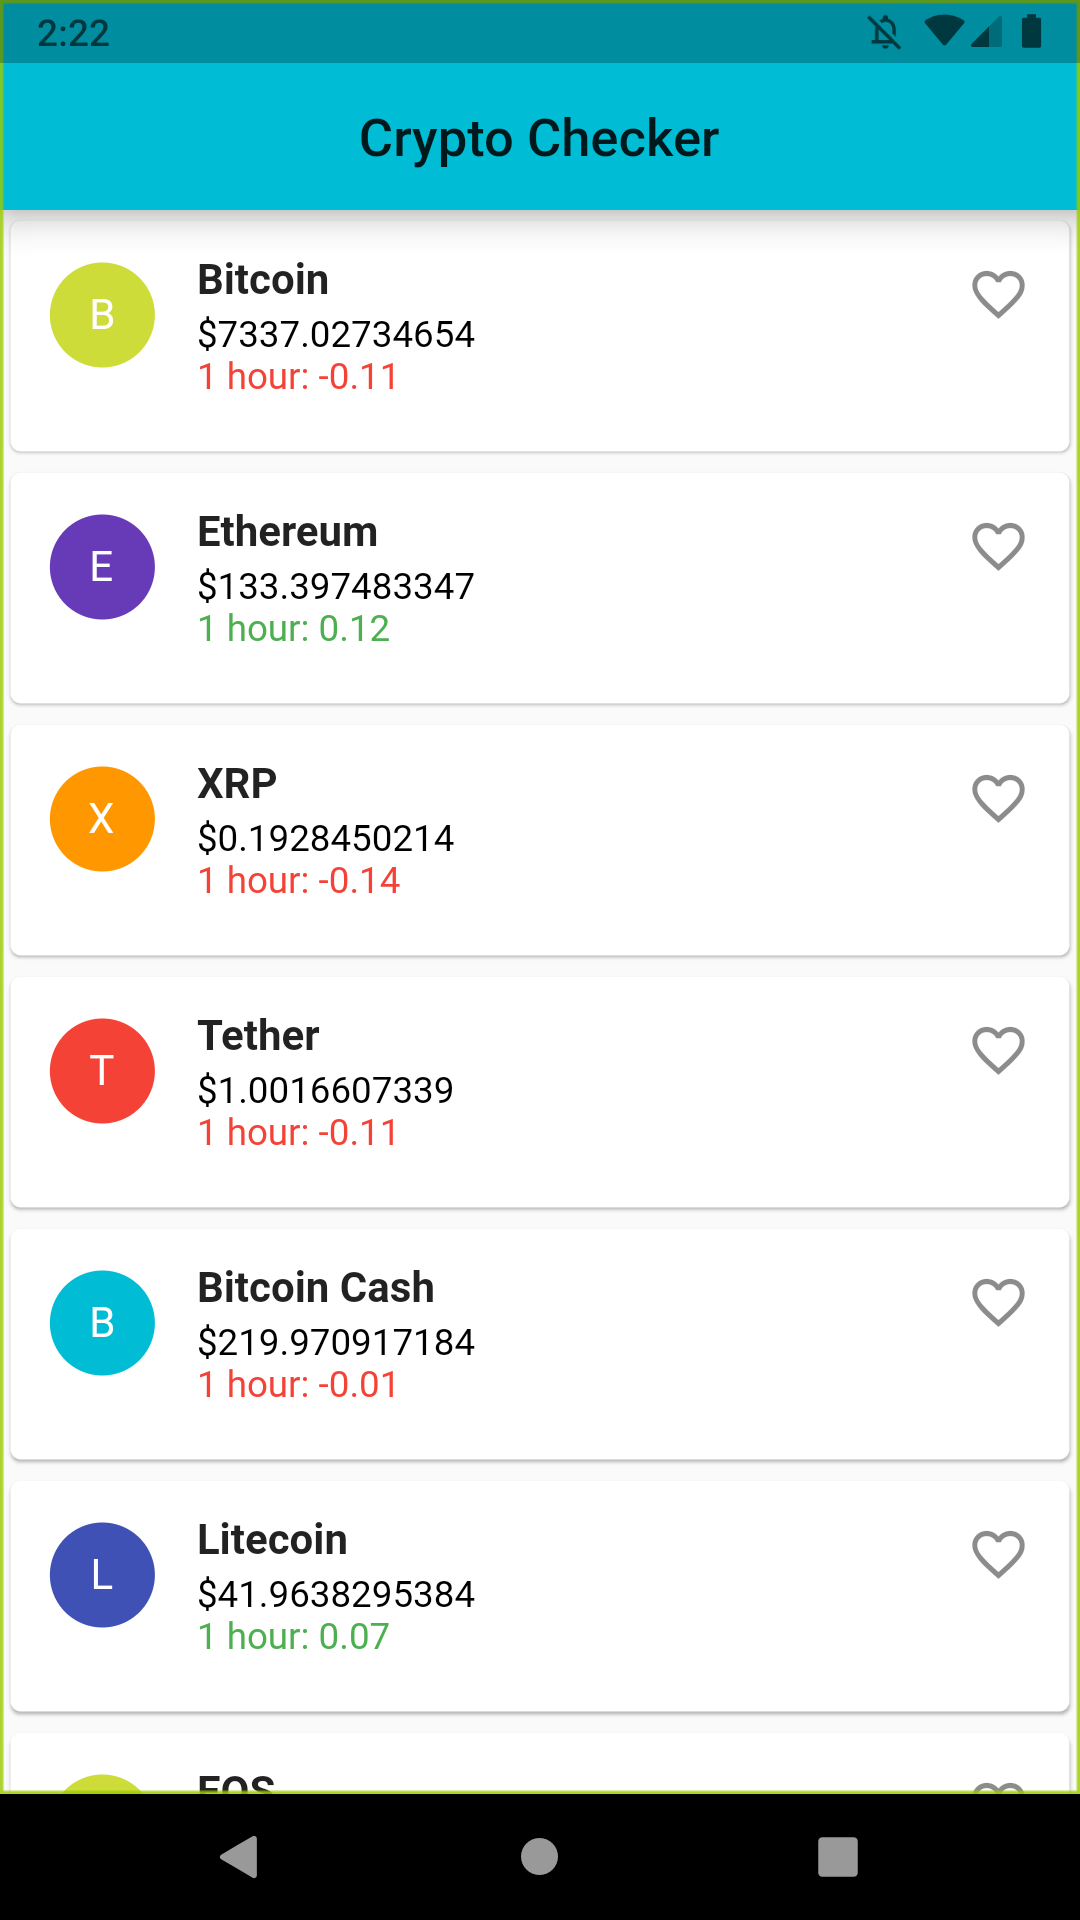 2:22
Crypto Checker
B
Bitcoin
$7337.02734654
1 hour: -0.11
E
Ethereum
$133.397483347
1 hour: 0.12
X
XRP
$0.1928450214
1 hour: -0.14
T
Tether
$1.0016607339
1 hour: -0.11
B
Bitcoin Cash
$219.970917184
1 hour: -0.01
L
Litecoin
$41.9638295384
1 hour: 0.07
EOS